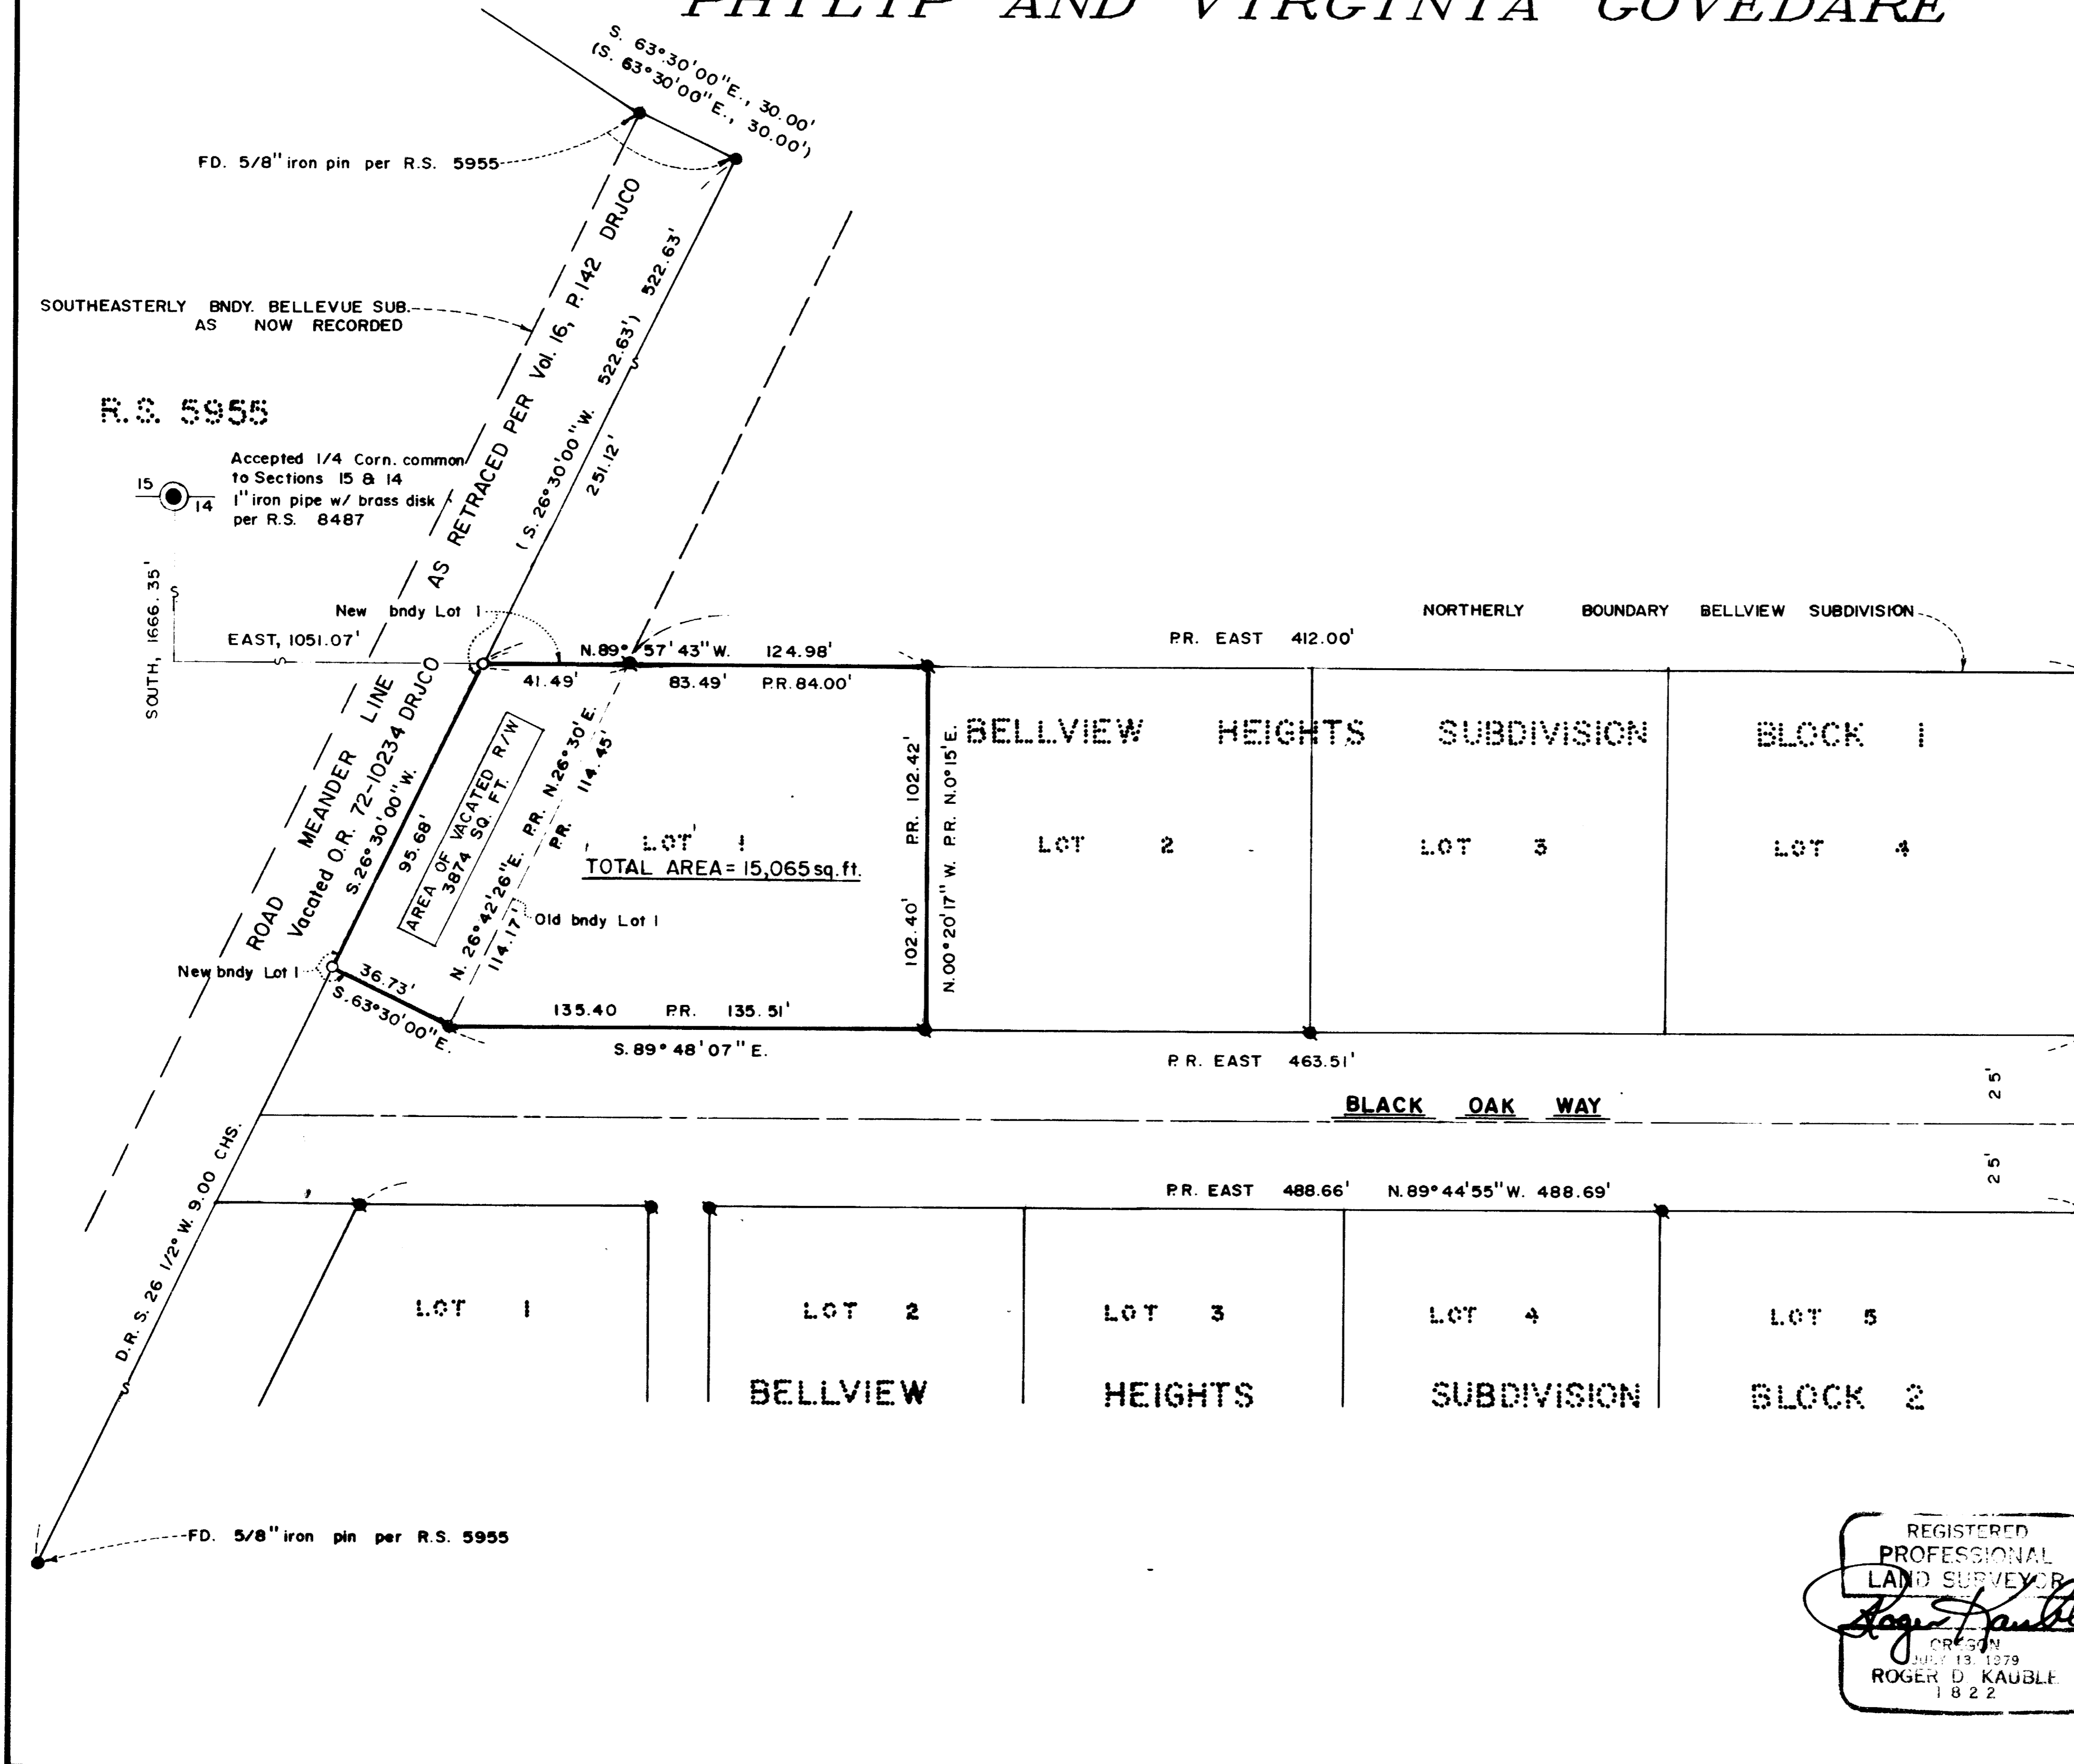 PHILIP AND VIRGINIA GOVEDARE
S. 63°30'00"E., 30.00'
(S. 63°30'00"E., 30.00')
FD. 5/8" iron pin per R.S. 5955
SOUTHEASTERLY BNDY. BELLEVUE SUB.
AS NOW RECORDED
R.S. 5955
Accepted 1/4 Corn. common
to Sections 15 & 14
1" iron pipe w/ brass disk
per R.S. 8487
15
14
SOUTH, 1666.35'
EAST, 1051.07'
ROAD MEANDER LINE AS RETRACED PER Vol. 16, P. 142 DRJCO
Vacated O.R. 72-10234 DRJCO
(S. 26°30'00"W. 522.63') 522.63'
251.12'
New bndy Lot 1
N.89°57'43"W. 124.98'
41.49' 83.49' P.R. 84.00'
P.R. EAST 412.00'
NORTHERLY BOUNDARY BELLVIEW SUBDIVISION
S.26°30'00"W.
95.68'
AREA OF VACATED R/W
3874 SQ. FT.
N. 26°42'26"E. P.R. N.26°30'E.
114.17' P.R. 114.45'
Old bndy Lot 1
LOT 1
TOTAL AREA = 15,065 sq.ft.
102.40' P.R. 102.42'
N.00°20'17" W. P.R. N.0°15'E.
BELLVIEW HEIGHTS SUBDIVISION BLOCK 1
LOT 2
LOT 3
LOT 4
New bndy Lot 1
36.73'
S.63°30'00"E.
135.40 P.R. 135.51'
S.89°48'07"E.
P.R. EAST 463.51'
BLACK OAK WAY
25'
25'
P.R. EAST 488.66' N.89°44'55"W. 488.69'
D.R. S. 26 1/2° W. 9.00 CHS.
LOT 1
LOT 2
LOT 3
LOT 4
LOT 5
BELLVIEW HEIGHTS SUBDIVISION BLOCK 2
FD. 5/8" iron pin per R.S. 5955
REGISTERED
PROFESSIONAL
LAND SURVEYOR
Roger Kauble
OREGON
JULY 13, 1979
ROGER D. KAUBLE
1822